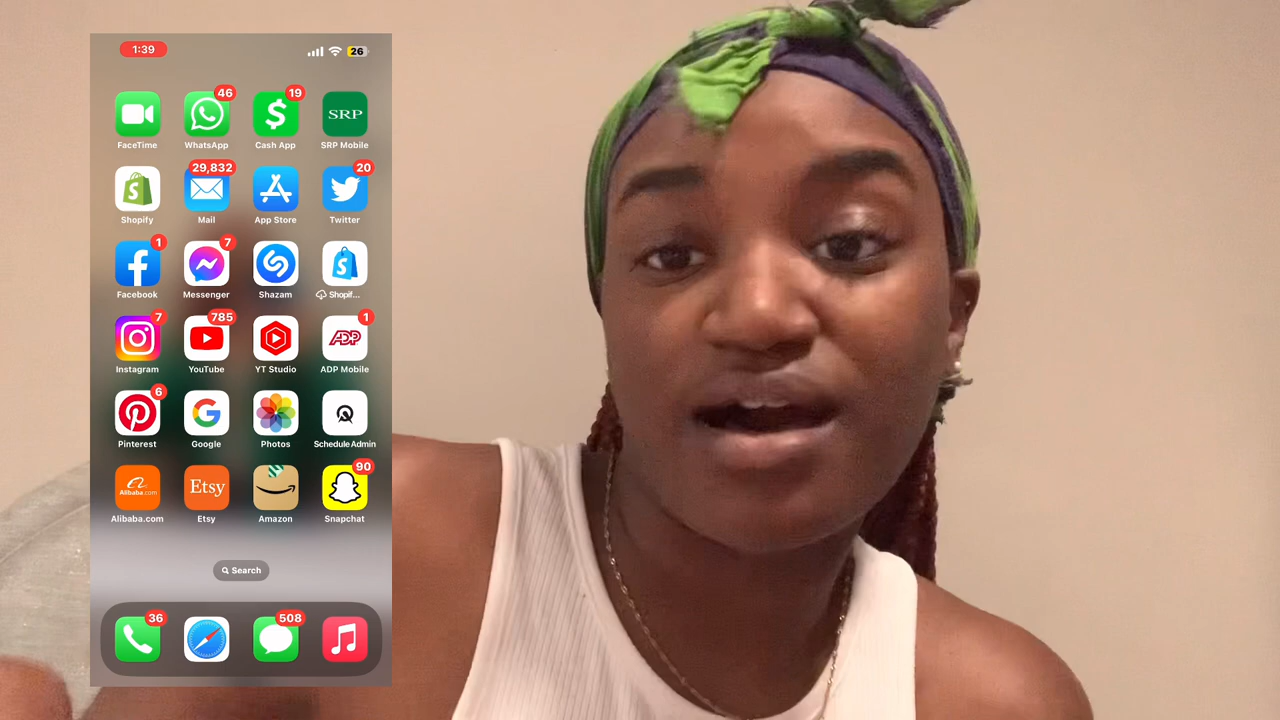 1:39
26
46
19
SRP
FaceTime
WhatsApp
Cash App
SRP Mobile
29,832
20
Shopify
Mail
App Store
Twitter
1
7
Facebook
Messenger
Shazam
Shopif...
7
785
1
ADP
Instagram
YouTube
YT Studio
ADP Mobile
6
Pinterest
Google
Photos
Schedule Admin
90
Alibaba.com
Etsy
Alibaba.com
Etsy
Amazon
Snapchat
Search
36
508